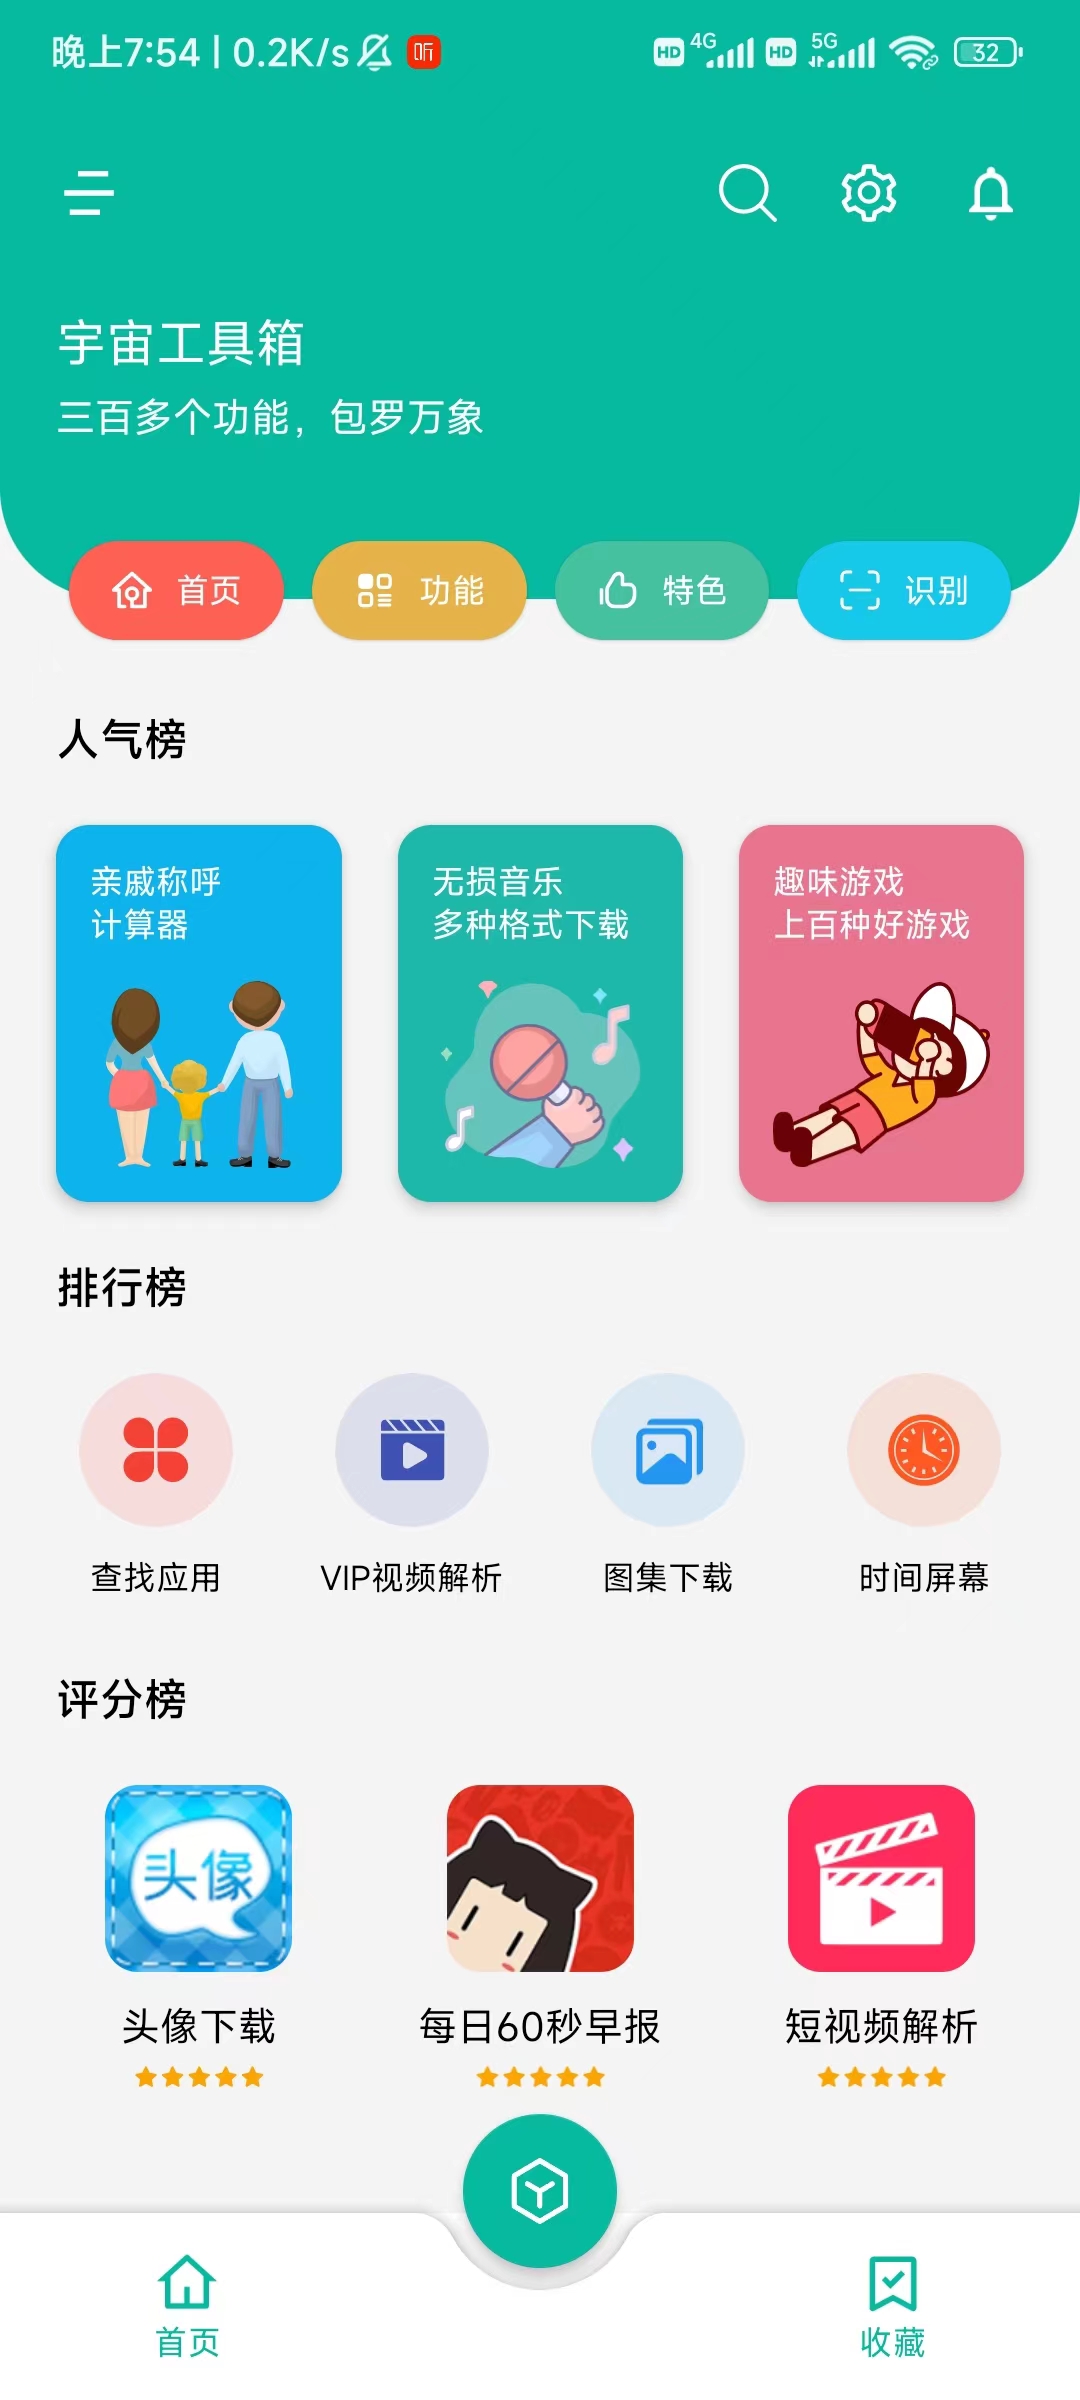 晚上7:54 | 0.2K/s 听 HD 4G HD 5G 32
宇宙工具箱
三百多个功能，包罗万象
首页 功能 特色 识别
人气榜
亲戚称呼
计算器
无损音乐
多种格式下载
趣味游戏
上百种好游戏
排行榜
查找应用 VIP视频解析 图集下载 时间屏幕
评分榜
头像
头像下载 每日60秒早报 短视频解析
首页 收藏